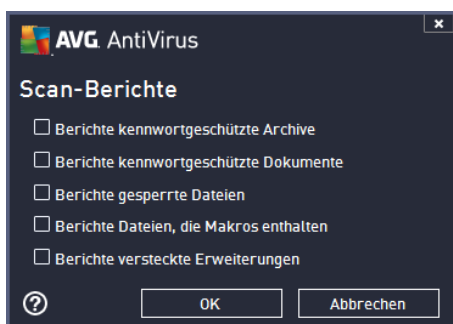 AVG AntiVirus
Scan-Berichte
Berichte kennwortgeschützte Archive
Berichte kennwortgeschützte Dokumente
Berichte gesperrte Dateien
Berichte Dateien, die Makros enthalten
Berichte versteckte Erweiterungen
? OK Abbrechen